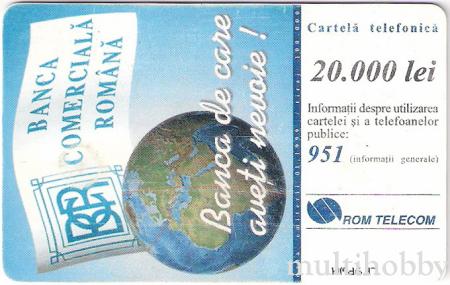 BANCA
COMERCIALĂ
ROMÂNĂ
BCR
Banca de care
aveți nevoie !
Cartelă telefonică
20.000 lei
Informații despre utilizarea
cartelei și a telefoanelor
publice:
951 (informații generale)
ROM TELECOM
multihobby